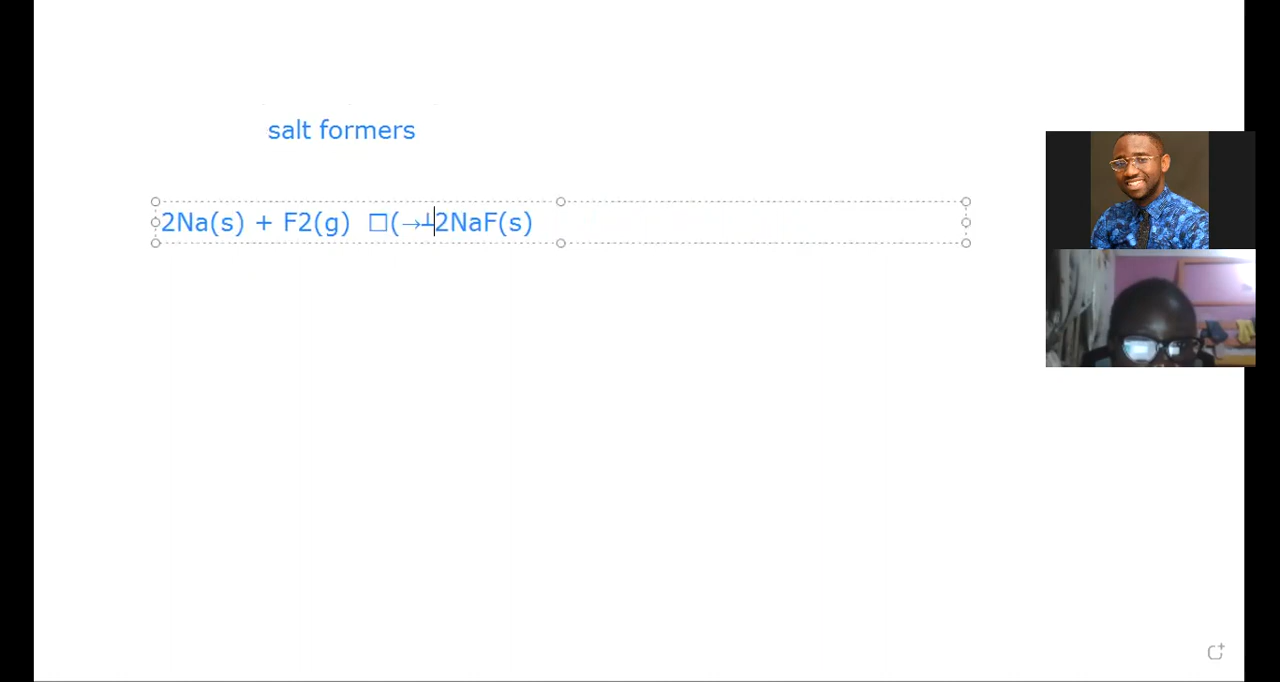 salt formers
2Na(s) + F2(g) □(→┴2NaF(s)